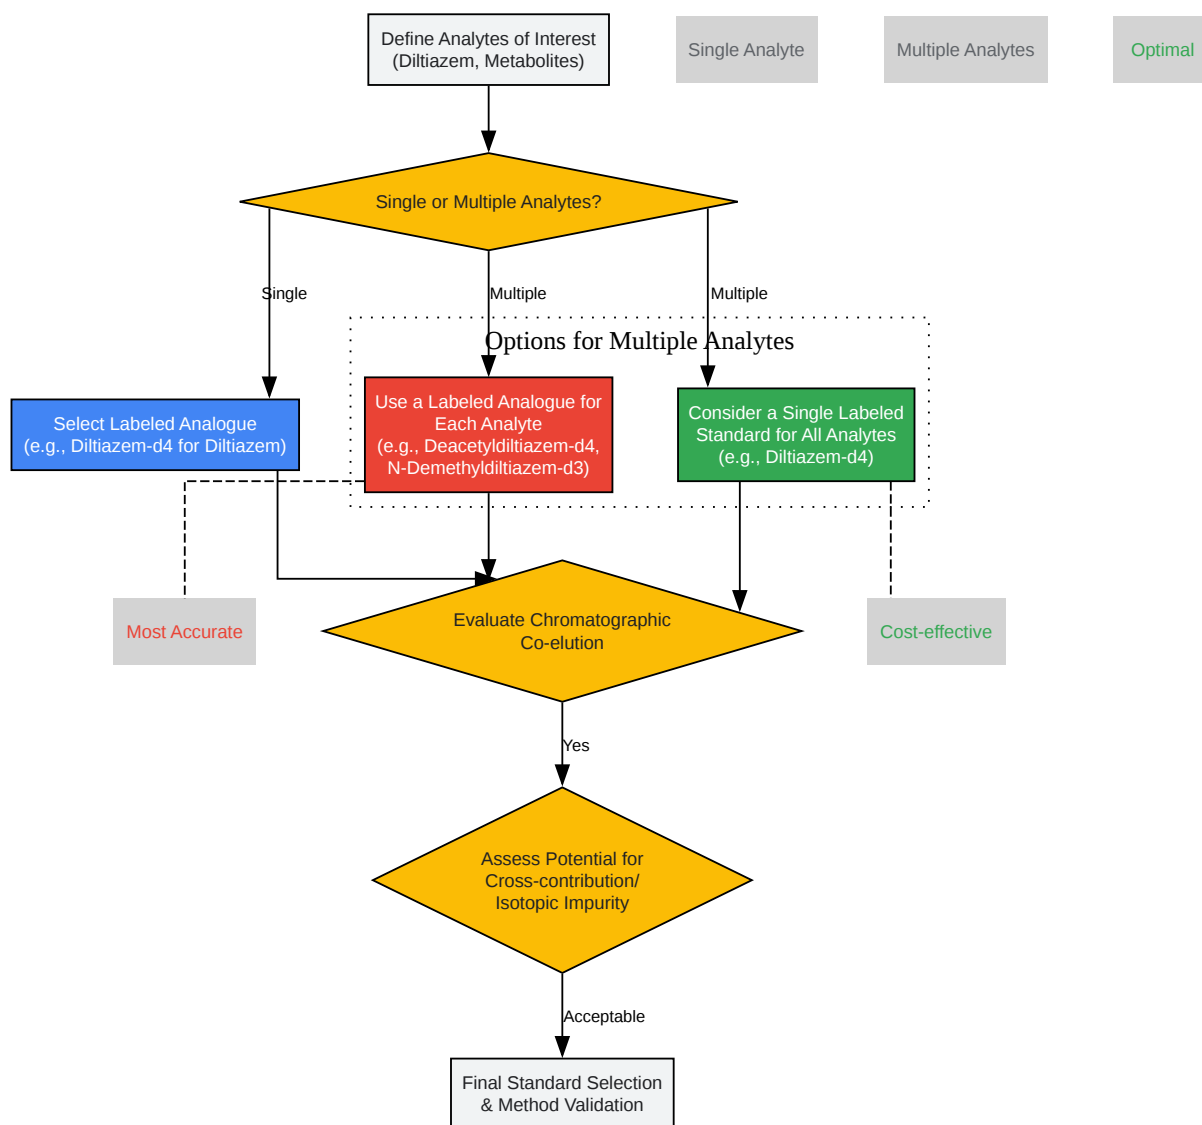 Define Analytes of Interest
(Diltiazem, Metabolites)
Single Analyte
Multiple Analytes
Optimal
Single or Multiple Analytes?
Single
Multiple
Multiple
Options for Multiple Analytes
Select Labeled Analogue
(e.g., Diltiazem-d4 for Diltiazem)
Use a Labeled Analogue for
Each Analyte
(e.g., Deacetyldiltiazem-d4,
N-Demethyldiltiazem-d3)
Consider a Single Labeled
Standard for All Analytes
(e.g., Diltiazem-d4)
Most Accurate
Evaluate Chromatographic
Co-elution
Cost-effective
Yes
Assess Potential for
Cross-contribution/
Isotopic Impurity
Acceptable
Final Standard Selection
& Method Validation